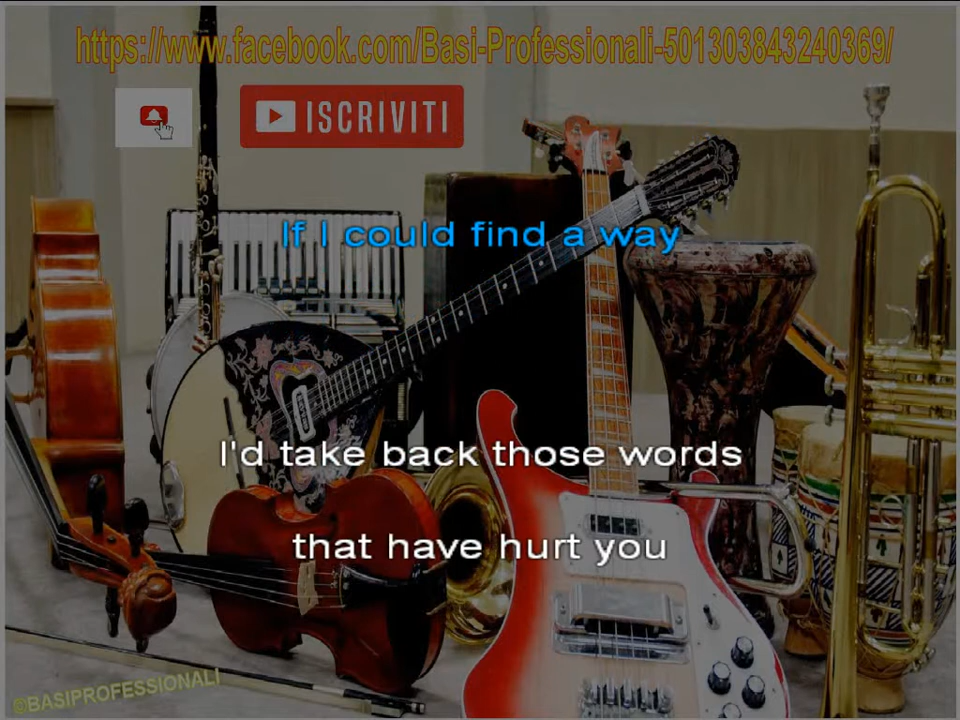 https://www.facebook.com/Basi-Professionali-501303843240369/
ISCRIVITI
If I could find a way
I'd take back those words
that have hurt you
@BASIPROFESSIONALI